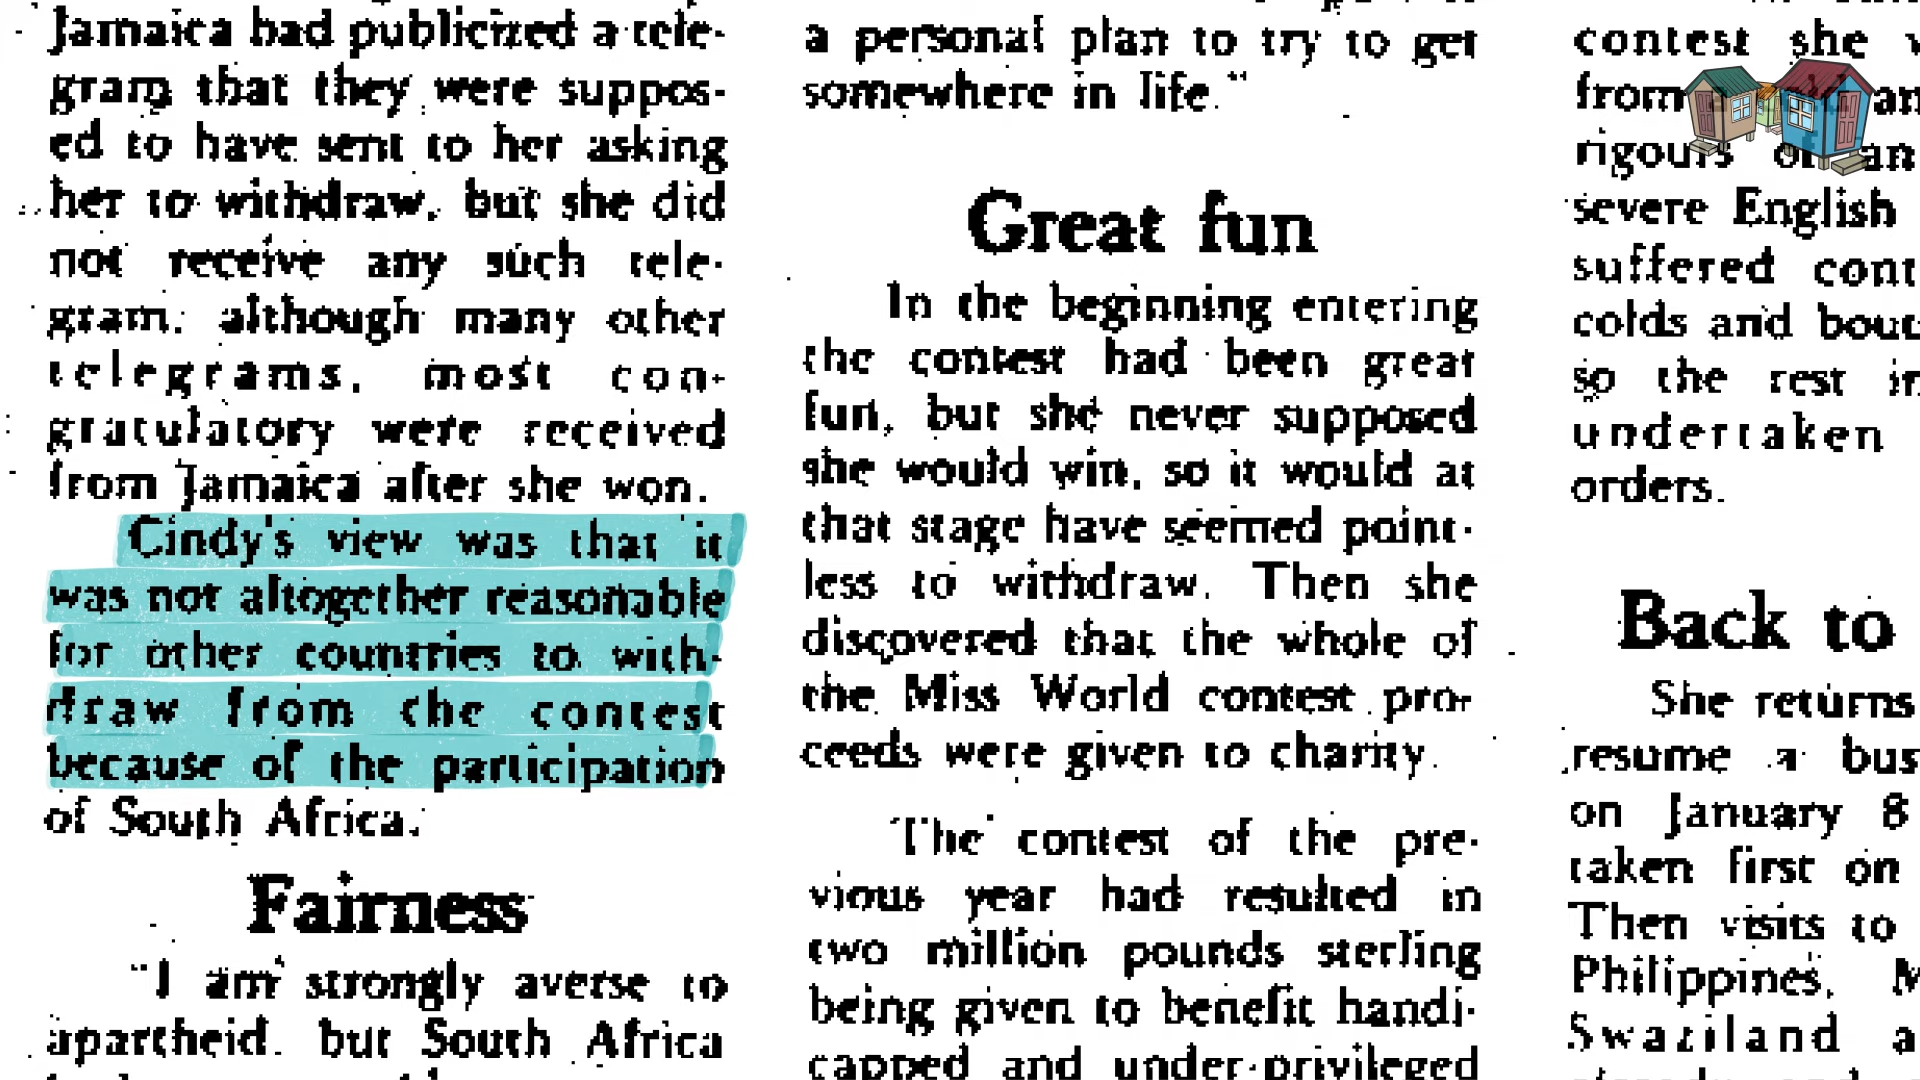 Jamaica had publicized a tele-
gram that they were suppos-
ed to have sent to her asking
her to withdraw, but she did
not receive any such tele-
gram, although many other
telegrams, most con-
gratulatory were received
from Jamaica after she won.
Cindy's view was that it
was not altogether reasonable
for other countries to with-
draw from the contest
because of the participation
of South Africa.
Fairness
"I am strongly averse to
apartheid, but South Africa
a personal plan to try to get
somewhere in life."
Great fun
In the beginning entering
the contest had been great
fun, but she never supposed
she would win, so it would at
that stage have seemed point-
less to withdraw. Then she
discovered that the whole of
the Miss World contest pro-
ceeds were given to charity.
The contest of the pre-
vious year had resulted in
two million pounds sterling
being given to benefit handi-
capped and under-privileged
contest she
from
rigours
severe English
suffered
colds and
so the rest
undertaken
orders.
Back to
She returns
resume a
on January 8
taken first on
Then visits to
Philippines,
Swaziland